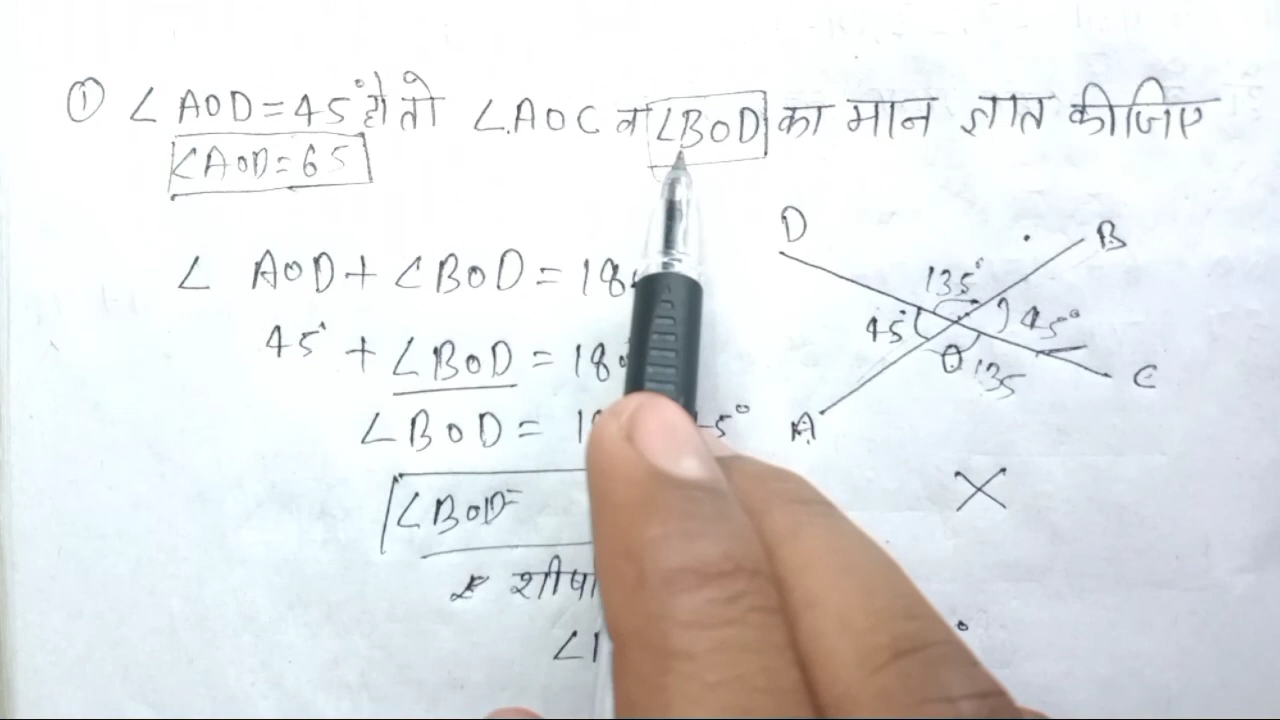 ① ∠AOD=45° हो तो ∠AOC व ∠BOD का मान ज्ञात कीजिए
∠AOD=65
∠ AOD+∠BOD=18
45° + ∠BOD = 18
∠BOD= 1 45°
∠BOD=
D
B
135°
45°
45°
O 135
C
A